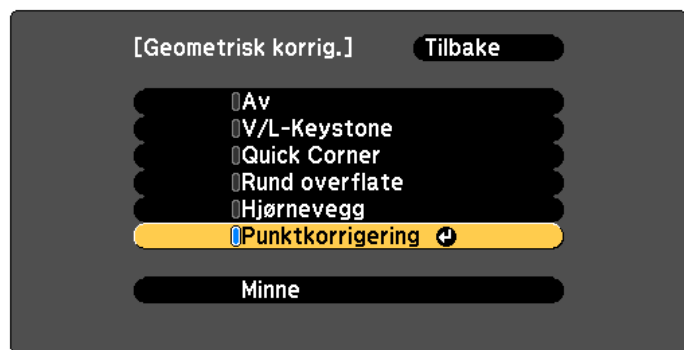 [Geometrisk korrig.] Tilbake
Av
V/L-Keystone
Quick Corner
Rund overflate
Hjørnevegg
Punktkorrigering
Minne